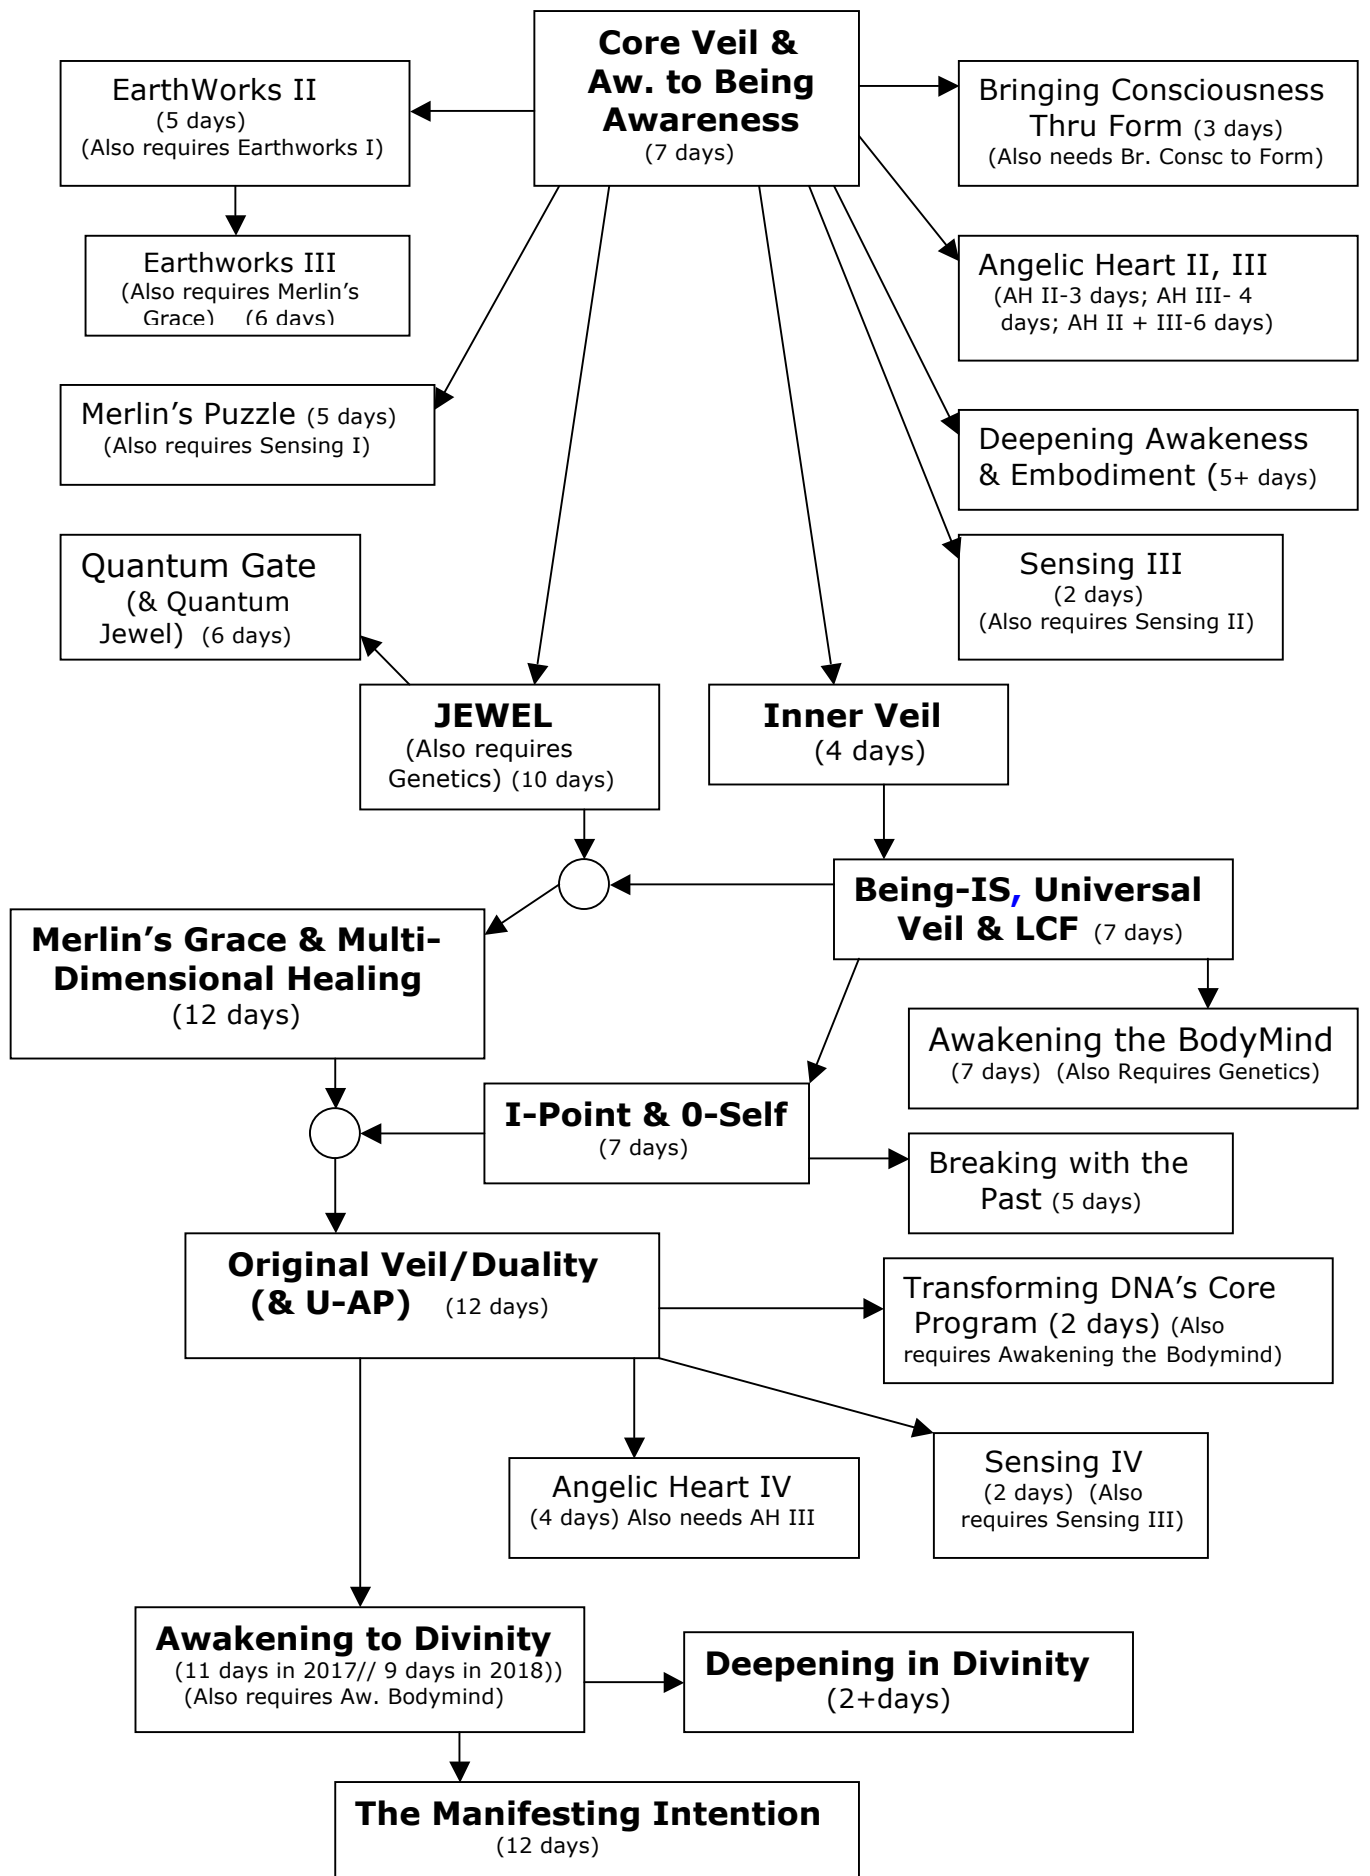 Core Veil &
Aw. to Being
Awareness
(7 days)
EarthWorks II
(5 days)
(Also requires Earthworks I)
Bringing Consciousness
Thru Form (3 days)
(Also needs Br. Consc to Form)
Earthworks III
(Also requires Merlin’s
Grace) (6 days)
Angelic Heart II, III
(AH II-3 days; AH III- 4
days; AH II + III-6 days)
Merlin’s Puzzle (5 days)
(Also requires Sensing I)
Deepening Awakeness
& Embodiment (5+ days)
Quantum Gate
(& Quantum
Jewel) (6 days)
Sensing III
(2 days)
(Also requires Sensing II)
JEWEL
(Also requires
Genetics) (10 days)
Inner Veil
(4 days)
Being-IS, Universal
Veil & LCF (7 days)
Merlin’s Grace & Multi-
Dimensional Healing
(12 days)
Awakening the BodyMind
(7 days) (Also Requires Genetics)
I-Point & 0-Self
(7 days)
Breaking with the
Past (5 days)
Original Veil/Duality
(& U-AP) (12 days)
Transforming DNA’s Core
Program (2 days) (Also
requires Awakening the Bodymind)
Angelic Heart IV
(4 days) Also needs AH III
Sensing IV
(2 days) (Also
requires Sensing III)
Awakening to Divinity
(11 days in 2017// 9 days in 2018))
(Also requires Aw. Bodymind)
Deepening in Divinity
(2+days)
The Manifesting Intention
(12 days)